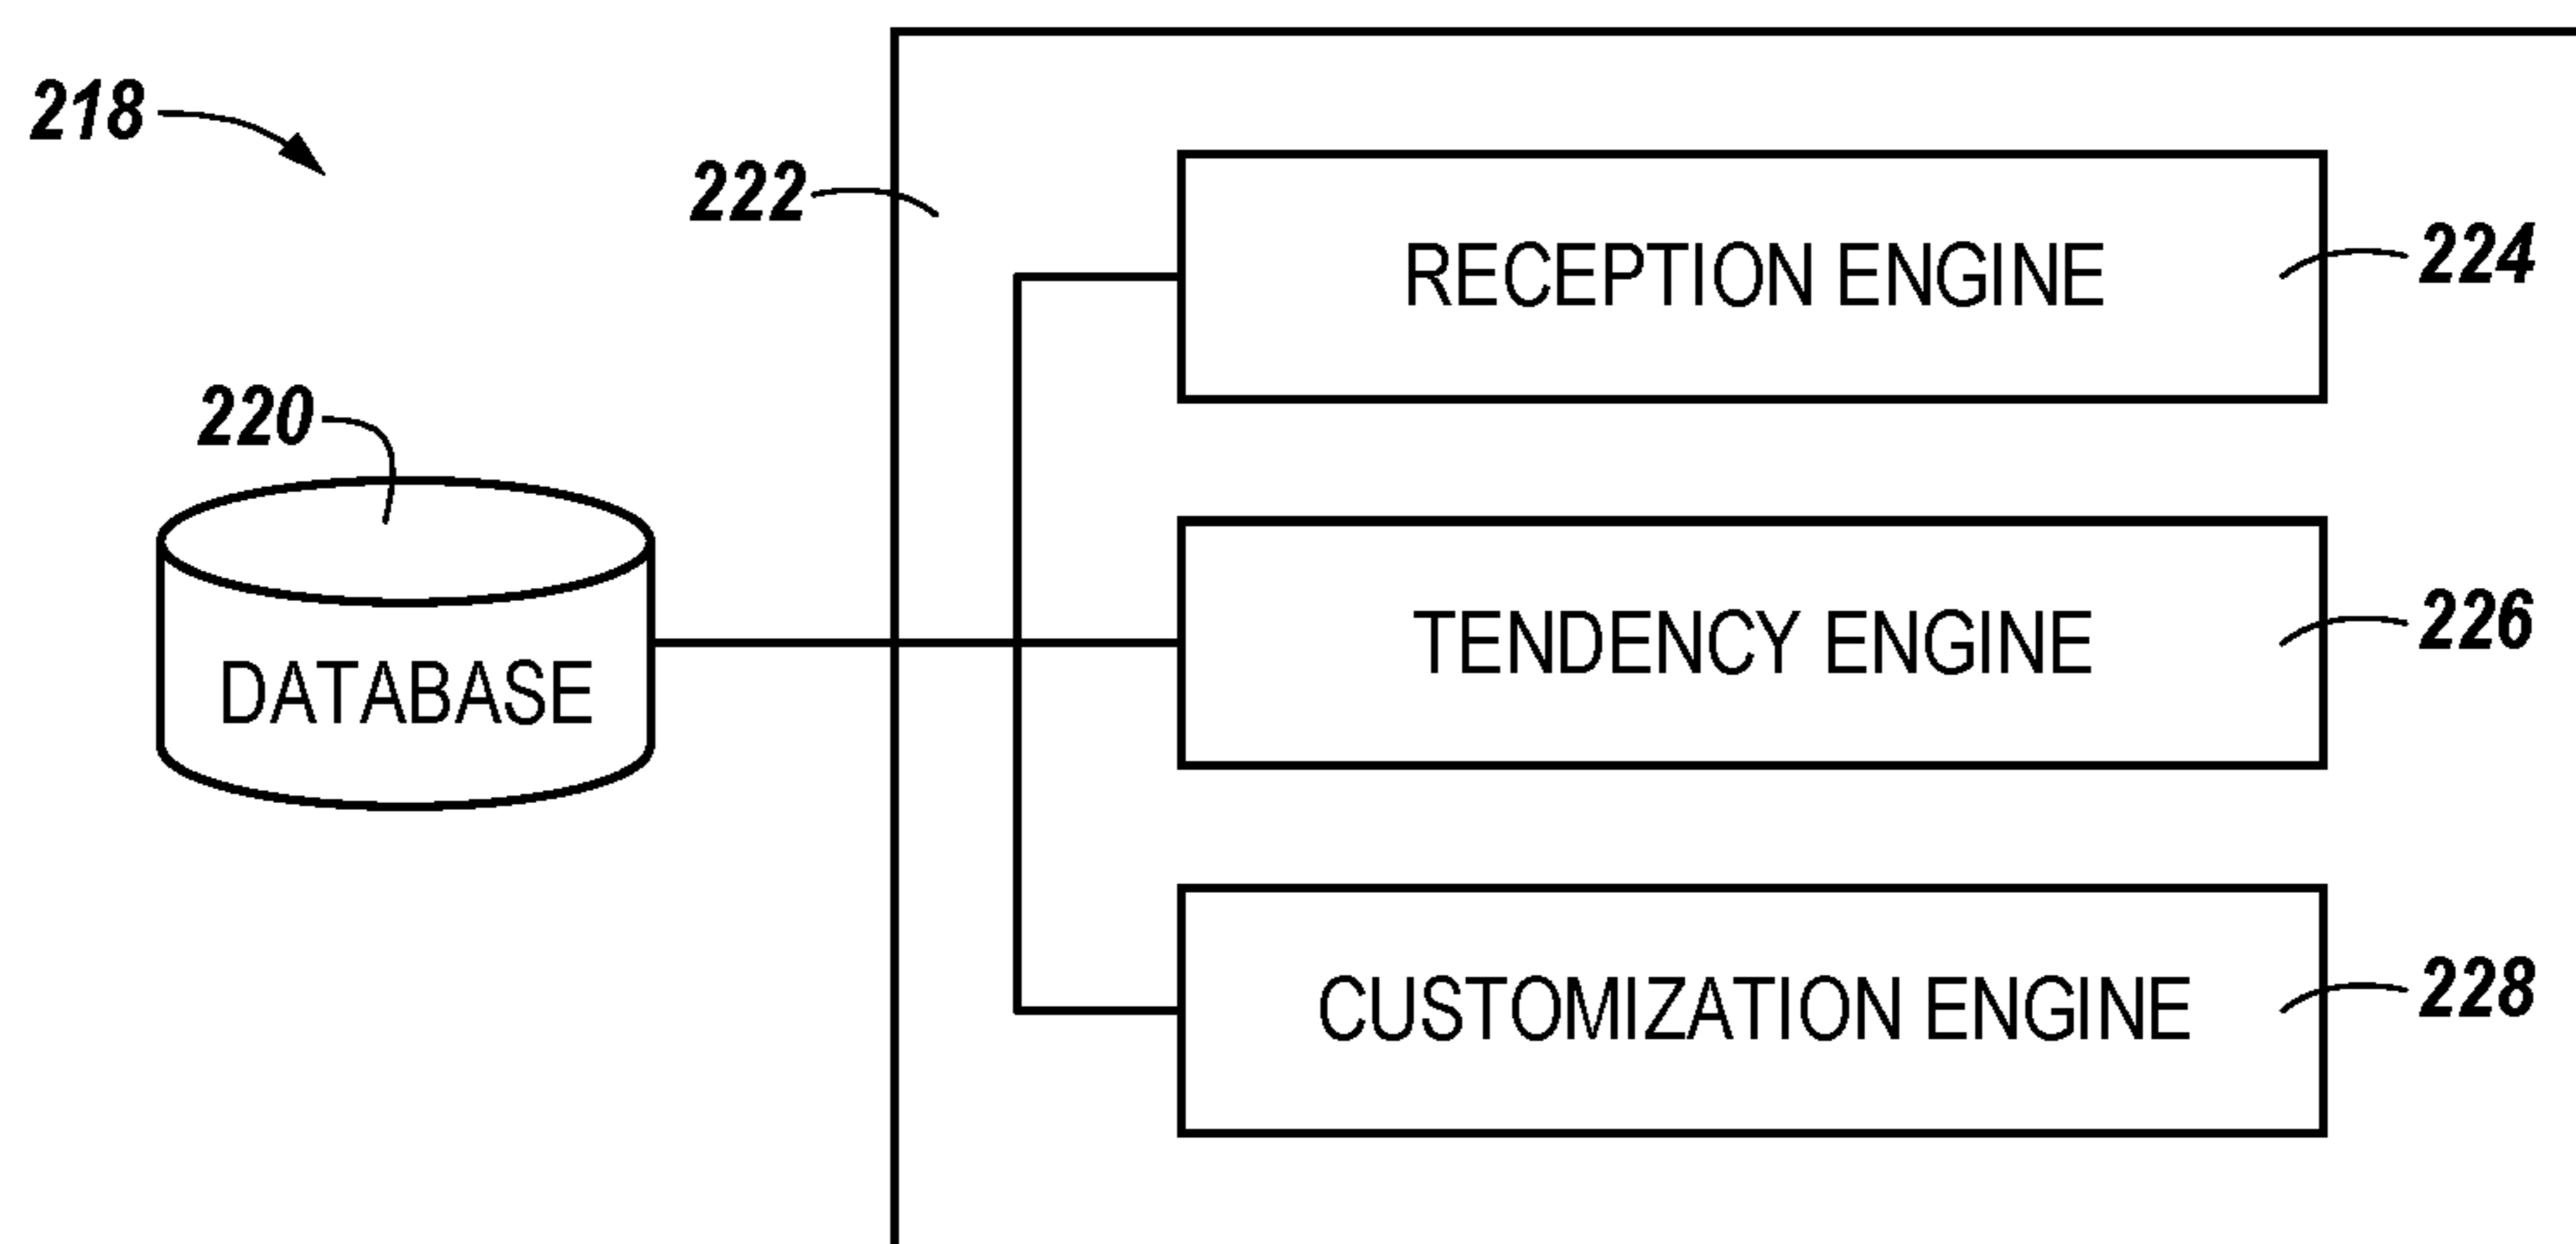 218
222
RECEPTION ENGINE
224
220
DATABASE
TENDENCY ENGINE
226
CUSTOMIZATION ENGINE
228